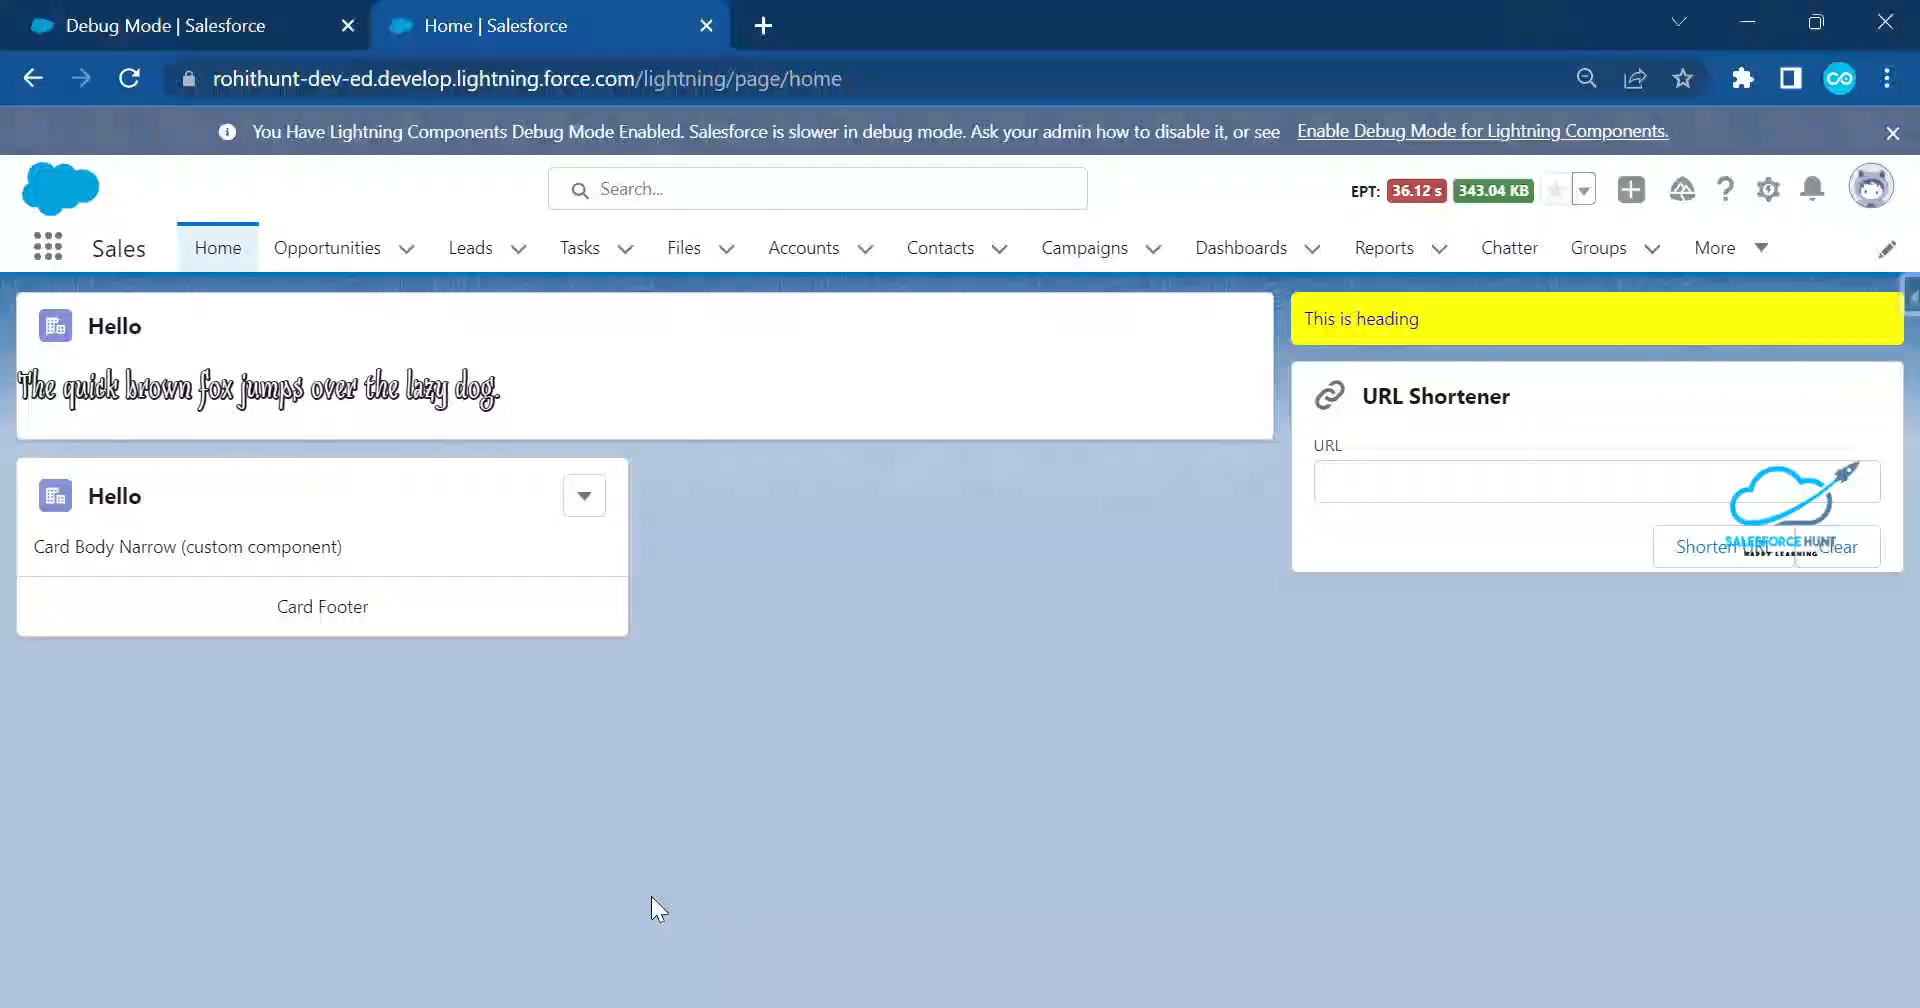 Debug Mode | Salesforce
Home | Salesforce
rohithunt-dev-ed.develop.lightning.force.com/lightning/page/home
You Have Lightning Components Debug Mode Enabled. Salesforce is slower in debug mode. Ask your admin how to disable it, or see Enable Debug Mode for Lightning Components.
Search...
EPT: 36.12 s 343.04 KB
Sales Home Opportunities Leads Tasks Files Accounts Contacts Campaigns Dashboards Reports Chatter Groups More
Hello
The quick brown fox jumps over the lazy dog.
Hello
Card Body Narrow (custom component)
Card Footer
This is heading
URL Shortener
URL
Shorten URL Clear
SALESFORCE HUNT
HAPPY LEARNING